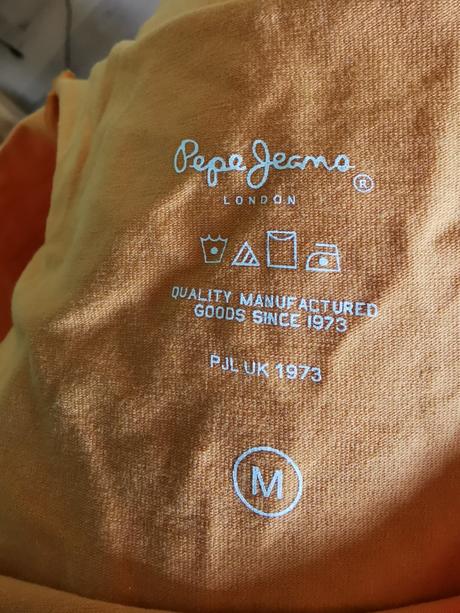 Pepe Jeans®
LONDON
QUALITY MANUFACTURED
GOODS SINCE 1973
PJL UK 1973
M